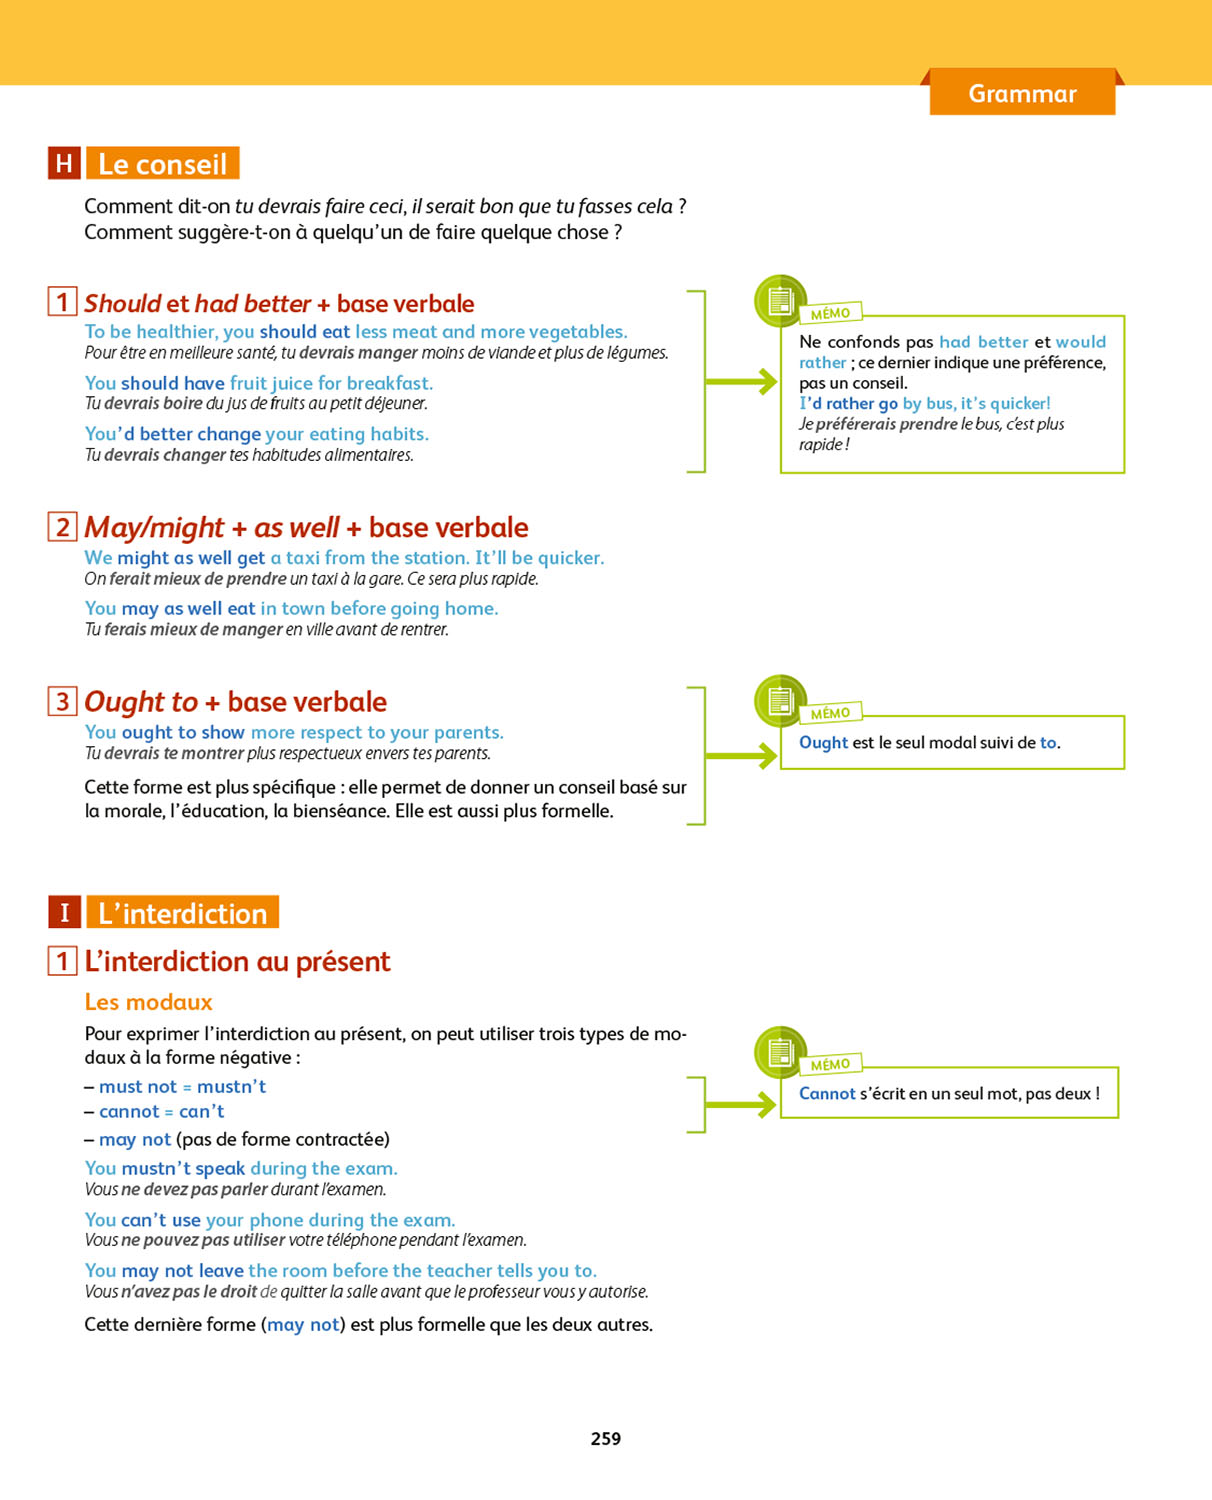 Grammar
H Le conseil
Comment dit-on tu devrais faire ceci, il serait bon que tu fasses cela ?
Comment suggère-t-on à quelqu'un de faire quelque chose ?
1 Should et had better + base verbale
To be healthier, you should eat less meat and more vegetables.
Pour être en meilleure santé, tu devrais manger moins de viande et plus de légumes.
You should have fruit juice for breakfast.
Tu devrais boire du jus de fruits au petit déjeuner.
You'd better change your eating habits.
Tu devrais changer tes habitudes alimentaires.
MÉMO
Ne confonds pas had better et would
rather ; ce dernier indique une préférence,
pas un conseil.
I'd rather go by bus, it's quicker!
Je préférerais prendre le bus, c'est plus
rapide !
2 May/might + as well + base verbale
We might as well get a taxi from the station. It'll be quicker.
On ferait mieux de prendre un taxi à la gare. Ce sera plus rapide.
You may as well eat in town before going home.
Tu ferais mieux de manger en ville avant de rentrer.
3 Ought to + base verbale
You ought to show more respect to your parents.
Tu devrais te montrer plus respectueux envers tes parents.
Cette forme est plus spécifique : elle permet de donner un conseil basé sur
la morale, l'éducation, la bienséance. Elle est aussi plus formelle.
MÉMO
Ought est le seul modal suivi de to.
I L'interdiction
1 L'interdiction au présent
Les modaux
Pour exprimer l'interdiction au présent, on peut utiliser trois types de mo-
daux à la forme négative :
– must not = mustn't
– cannot = can't
– may not (pas de forme contractée)
MÉMO
Cannot s'écrit en un seul mot, pas deux !
You mustn't speak during the exam.
Vous ne devez pas parler durant l'examen.
You can't use your phone during the exam.
Vous ne pouvez pas utiliser votre téléphone pendant l'examen.
You may not leave the room before the teacher tells you to.
Vous n'avez pas le droit de quitter la salle avant que le professeur vous y autorise.
Cette dernière forme (may not) est plus formelle que les deux autres.
259